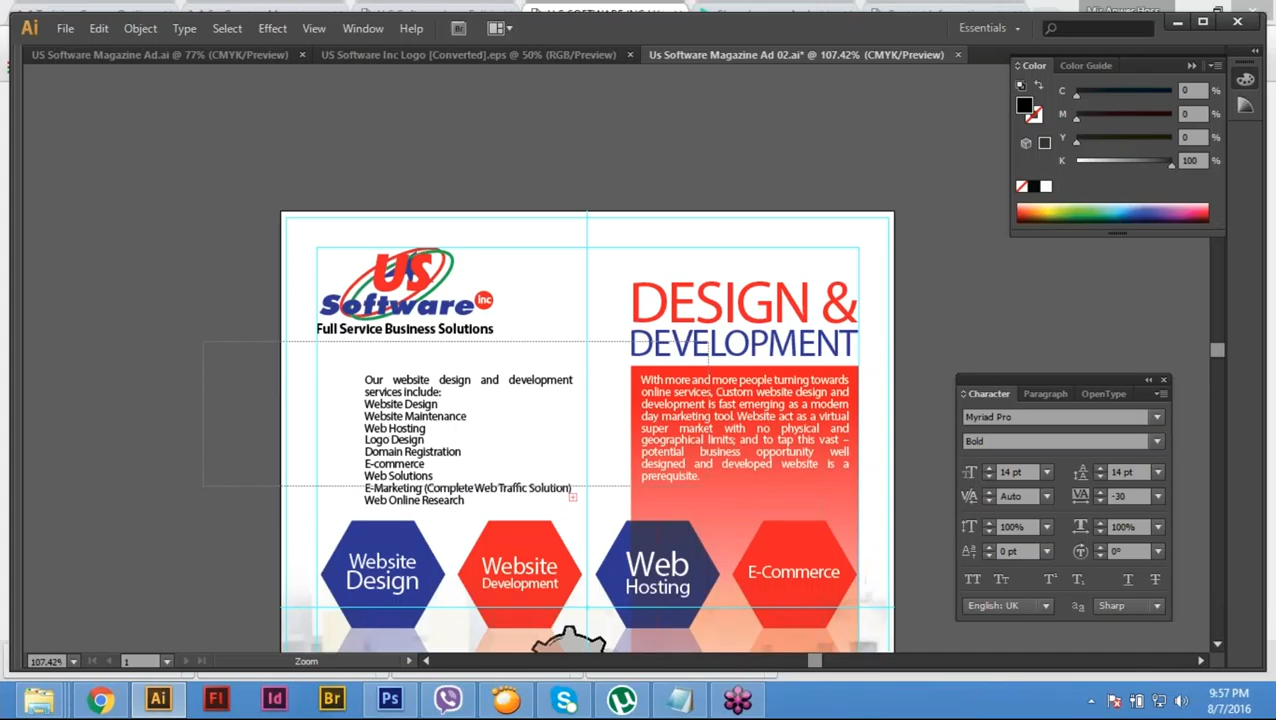 Ai File Edit Object Type Select Effect View Window Help Br Essentials
US Software Magazine Ad.ai @ 77% (CMYK/Preview) × US Software Inc Logo [Converted].eps @ 50% (RGB/Preview) × Us Software Magazine Ad 02.ai* @ 107.42% (CMYK/Preview) ×
Color Color Guide
C 0 %
M 0 %
Y 0 %
K 100 %
US
Software inc
Full Service Business Solutions
DESIGN &
DEVELOPMENT
Our website design and development
services include:
Website Design
Website Maintenance
Web Hosting
Logo Design
Domain Registration
E-commerce
Web Solutions
E-Marketing (Complete Web Traffic Solution)
Web Online Research
With more and more people turning towards
online services, Custom website design and
development is fast emerging as a modern
day marketing tool. Website act as a virtual
super market with no physical and
geographical limits; and to tap this vast –
potential business opportunity well
designed and developed website is a
prerequisite.
Website
Design
Website
Development
Web
Hosting
E-Commerce
Character Paragraph OpenType
Myriad Pro
Bold
14 pt 14 pt
Auto -30
100% 100%
0 pt 0°
English: UK Sharp
107.42% 1 Zoom
Ai Fl Id Br Ps
9:57 PM
8/7/2016